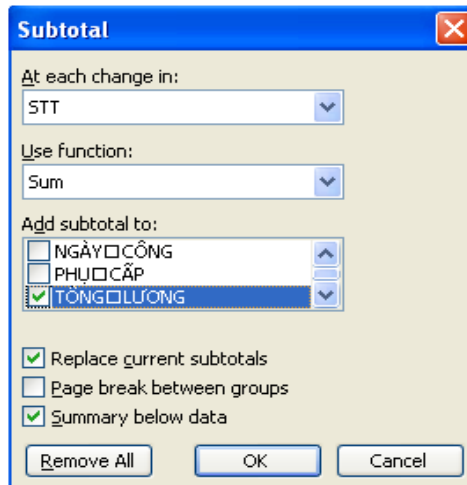 Subtotal
At each change in:
STT
Use function:
Sum
Add subtotal to:
NGÀY□CÔNG
PHỤ□CẤP
TỔNG□LƯƠNG
Replace current subtotals
Page break between groups
Summary below data
Remove All OK Cancel